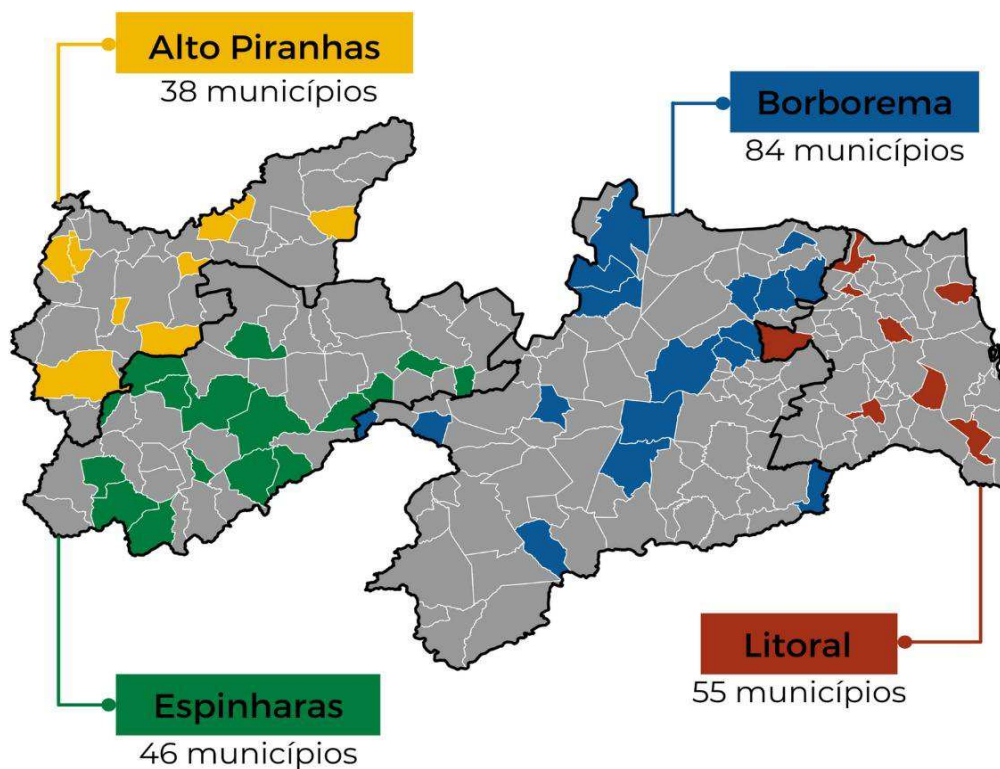 Alto Piranhas
38 municípios
Borborema
84 municípios
Litoral
55 municípios
Espinharas
46 municípios